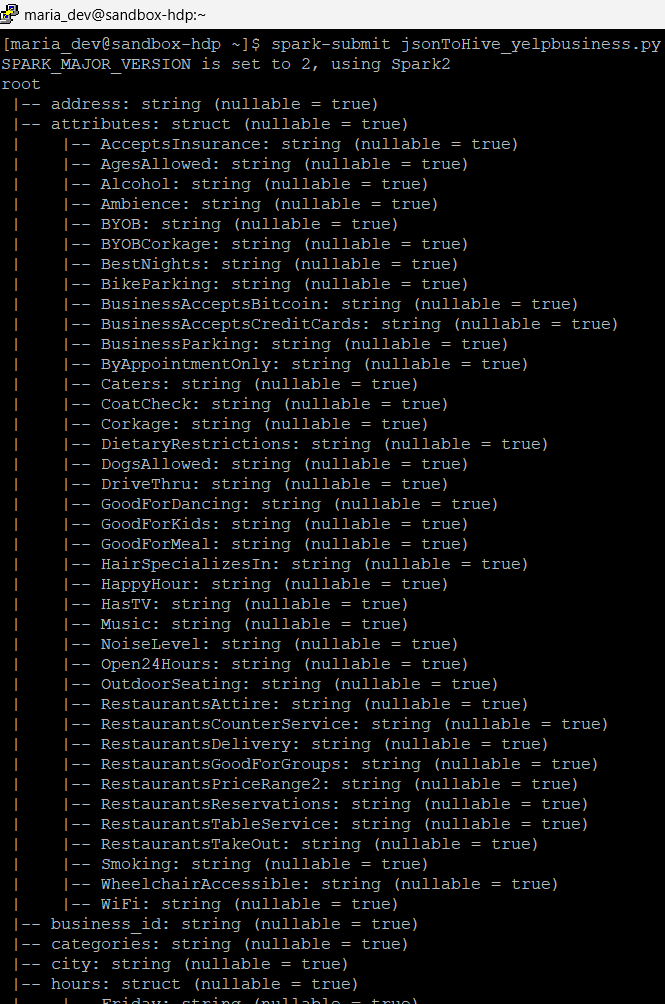 maria_dev@sandbox-hdp:~
[maria_dev@sandbox-hdp ~]$ spark-submit jsonToHive_yelpbusiness.py
SPARK_MAJOR_VERSION is set to 2, using Spark2
root
 |-- address: string (nullable = true)
 |-- attributes: struct (nullable = true)
 |    |-- AcceptsInsurance: string (nullable = true)
 |    |-- AgesAllowed: string (nullable = true)
 |    |-- Alcohol: string (nullable = true)
 |    |-- Ambience: string (nullable = true)
 |    |-- BYOB: string (nullable = true)
 |    |-- BYOBCorkage: string (nullable = true)
 |    |-- BestNights: string (nullable = true)
 |    |-- BikeParking: string (nullable = true)
 |    |-- BusinessAcceptsBitcoin: string (nullable = true)
 |    |-- BusinessAcceptsCreditCards: string (nullable = true)
 |    |-- BusinessParking: string (nullable = true)
 |    |-- ByAppointmentOnly: string (nullable = true)
 |    |-- Caters: string (nullable = true)
 |    |-- CoatCheck: string (nullable = true)
 |    |-- Corkage: string (nullable = true)
 |    |-- DietaryRestrictions: string (nullable = true)
 |    |-- DogsAllowed: string (nullable = true)
 |    |-- DriveThru: string (nullable = true)
 |    |-- GoodForDancing: string (nullable = true)
 |    |-- GoodForKids: string (nullable = true)
 |    |-- GoodForMeal: string (nullable = true)
 |    |-- HairSpecializesIn: string (nullable = true)
 |    |-- HappyHour: string (nullable = true)
 |    |-- HasTV: string (nullable = true)
 |    |-- Music: string (nullable = true)
 |    |-- NoiseLevel: string (nullable = true)
 |    |-- Open24Hours: string (nullable = true)
 |    |-- OutdoorSeating: string (nullable = true)
 |    |-- RestaurantsAttire: string (nullable = true)
 |    |-- RestaurantsCounterService: string (nullable = true)
 |    |-- RestaurantsDelivery: string (nullable = true)
 |    |-- RestaurantsGoodForGroups: string (nullable = true)
 |    |-- RestaurantsPriceRange2: string (nullable = true)
 |    |-- RestaurantsReservations: string (nullable = true)
 |    |-- RestaurantsTableService: string (nullable = true)
 |    |-- RestaurantsTakeOut: string (nullable = true)
 |    |-- Smoking: string (nullable = true)
 |    |-- WheelchairAccessible: string (nullable = true)
 |    |-- WiFi: string (nullable = true)
 |-- business_id: string (nullable = true)
 |-- categories: string (nullable = true)
 |-- city: string (nullable = true)
 |-- hours: struct (nullable = true)
 |    |-- Friday: string (nullable = true)